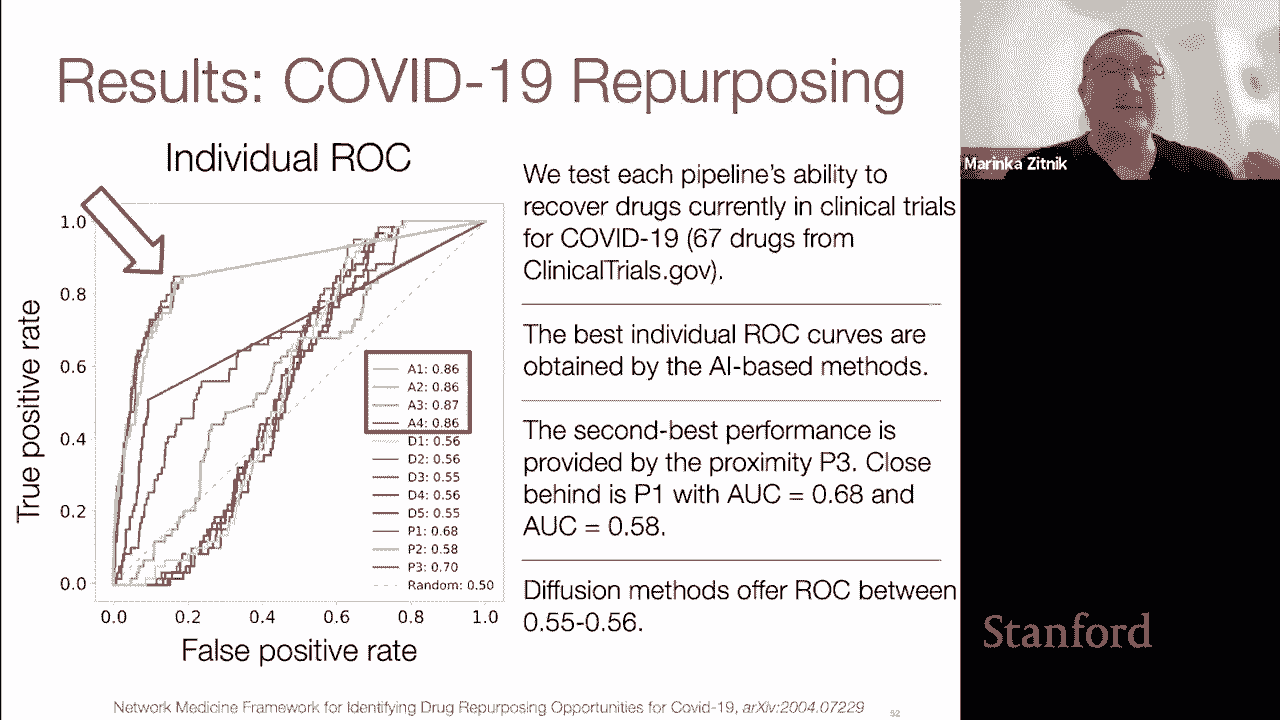 Results: COVID-19 Repurposing
Individual ROC
True positive rate
1.0
0.8
0.6
0.4
0.2
0.0
0.0 0.2 0.4 0.6 0.8 1.0
False positive rate
A1: 0.86
A2: 0.86
A3: 0.87
A4: 0.86
D1: 0.56
D2: 0.56
D3: 0.55
D4: 0.56
D5: 0.55
P1: 0.68
P2: 0.58
P3: 0.70
Random: 0.50
We test each pipeline’s ability to
recover drugs currently in clinical trials
for COVID-19 (67 drugs from
ClinicalTrials.gov).
The best individual ROC curves are
obtained by the AI-based methods.
The second-best performance is
provided by the proximity P3. Close
behind is P1 with AUC = 0.68 and
AUC = 0.58.
Diffusion methods offer ROC between
0.55-0.56.
Network Medicine Framework for Identifying Drug Repurposing Opportunities for Covid-19, arXiv:2004.07229
52
Marinka Zitnik
Stanford